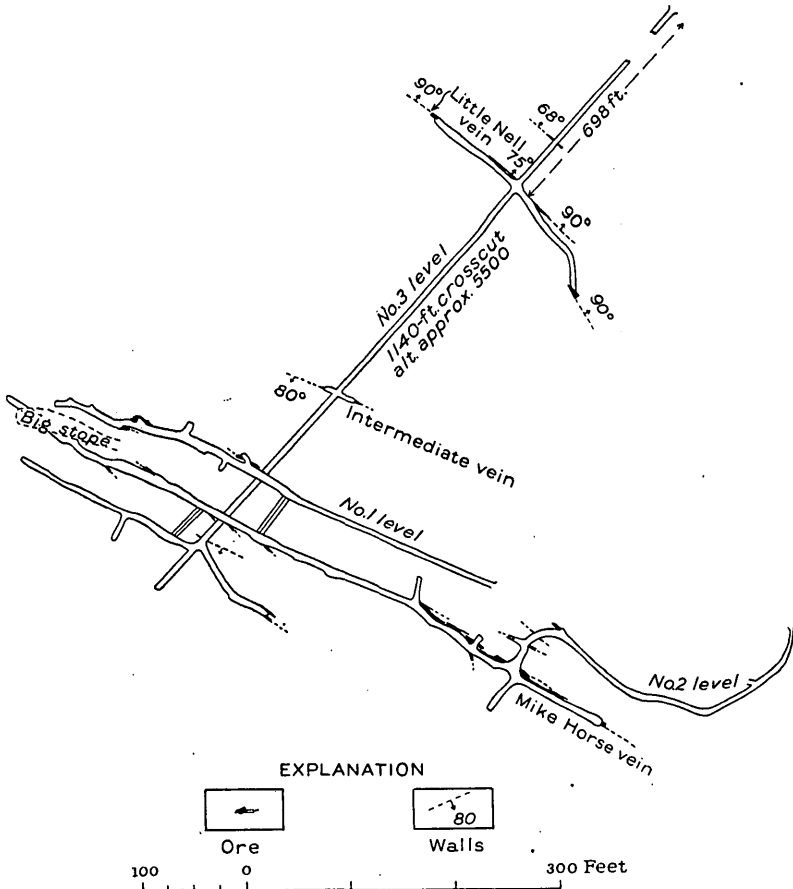 90°
Little Nell
vein
68°
698 ft.
75°
90°
90°
No.3 level
1140-ft. crosscut
alt. approx. 5500
80°
Intermediate vein
Big stope
No.1 level
No.2 level
Mike Horse vein
EXPLANATION
Ore
80
Walls
100 0 300 Feet